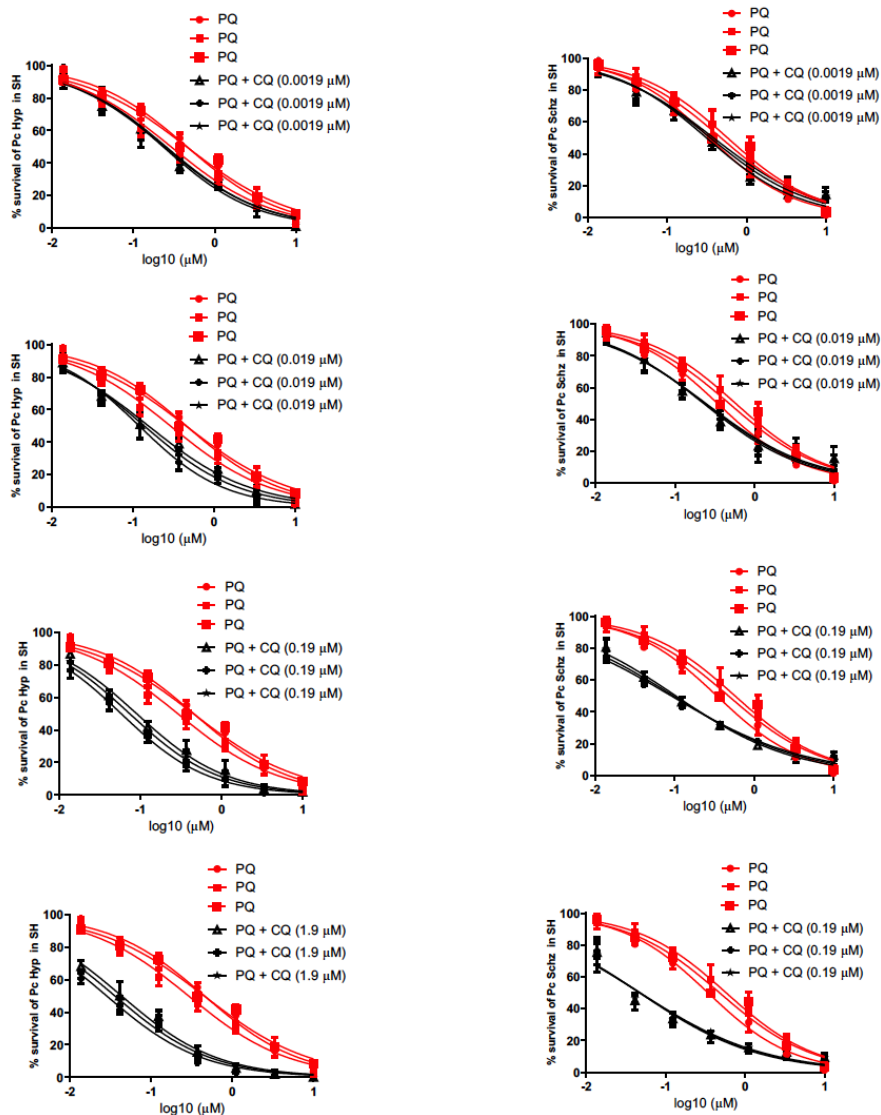 PQ
PQ
PQ
PQ + CQ (0.0019 μM)
PQ + CQ (0.0019 μM)
PQ + CQ (0.0019 μM)
% survival of Pc Hyp in SH
100
80
60
40
20
0
-2
-1
0
1
log10 (μM)
PQ
PQ
PQ
PQ + CQ (0.0019 μM)
PQ + CQ (0.0019 μM)
PQ + CQ (0.0019 μM)
% survival of Pc Schz in SH
100
80
60
40
20
0
-2
-1
0
1
log10 (μM)
PQ
PQ
PQ
PQ + CQ (0.019 μM)
PQ + CQ (0.019 μM)
PQ + CQ (0.019 μM)
% survival of Pc Hyp in SH
100
80
60
40
20
0
-2
-1
0
1
log10 (μM)
PQ
PQ
PQ
PQ + CQ (0.019 μM)
PQ + CQ (0.019 μM)
PQ + CQ (0.019 μM)
% survival of Pc Schz in SH
100
80
60
40
20
0
-2
-1
0
1
log10 (μM)
PQ
PQ
PQ
PQ + CQ (0.19 μM)
PQ + CQ (0.19 μM)
PQ + CQ (0.19 μM)
% survival of Pc Hyp in SH
100
80
60
40
20
0
-2
-1
0
1
log10 (μM)
PQ
PQ
PQ
PQ + CQ (0.19 μM)
PQ + CQ (0.19 μM)
PQ + CQ (0.19 μM)
% survival of Pc Schz in SH
100
80
60
40
20
0
-2
-1
0
1
log10 (μM)
PQ
PQ
PQ
PQ + CQ (1.9 μM)
PQ + CQ (1.9 μM)
PQ + CQ (1.9 μM)
% survival of Pc Hyp in SH
100
80
60
40
20
0
-2
-1
0
1
log10 (μM)
PQ
PQ
PQ
PQ + CQ (0.19 μM)
PQ + CQ (0.19 μM)
PQ + CQ (0.19 μM)
% survival of Pc Schz in SH
100
80
60
40
20
0
-2
-1
0
1
log10 (μM)